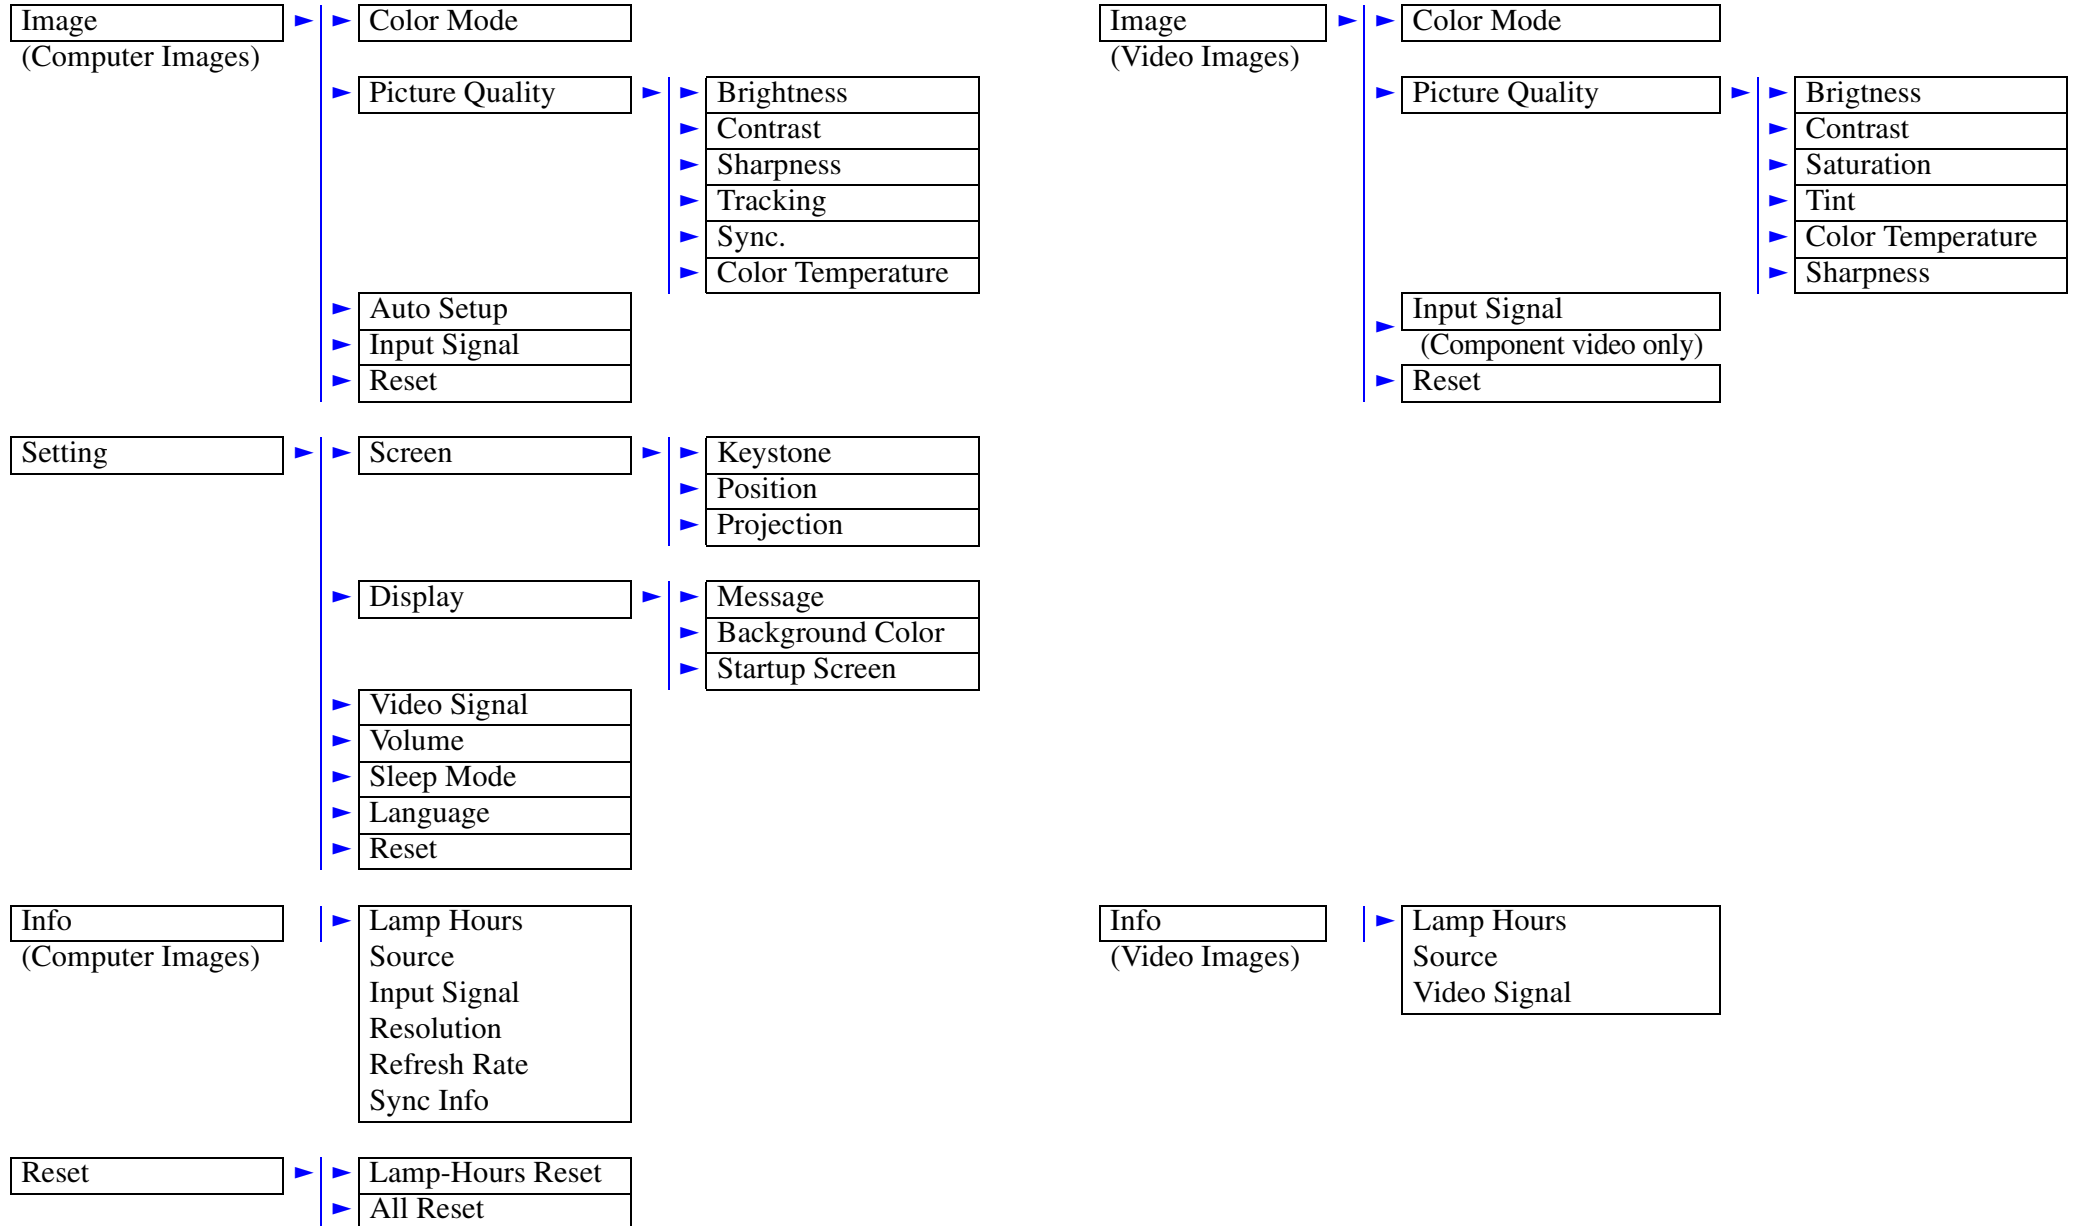 Image
(Computer Images)
Color Mode
Picture Quality
Brightness
Contrast
Sharpness
Tracking
Sync.
Color Temperature
Auto Setup
Input Signal
Reset
Image
(Video Images)
Color Mode
Picture Quality
Brigtness
Contrast
Saturation
Tint
Color Temperature
Sharpness
Input Signal
(Component video only)
Reset
Setting
Screen
Keystone
Position
Projection
Display
Message
Background Color
Startup Screen
Video Signal
Volume
Sleep Mode
Language
Reset
Info
(Computer Images)
Lamp Hours
Source
Input Signal
Resolution
Refresh Rate
Sync Info
Info
(Video Images)
Lamp Hours
Source
Video Signal
Reset
Lamp-Hours Reset
All Reset